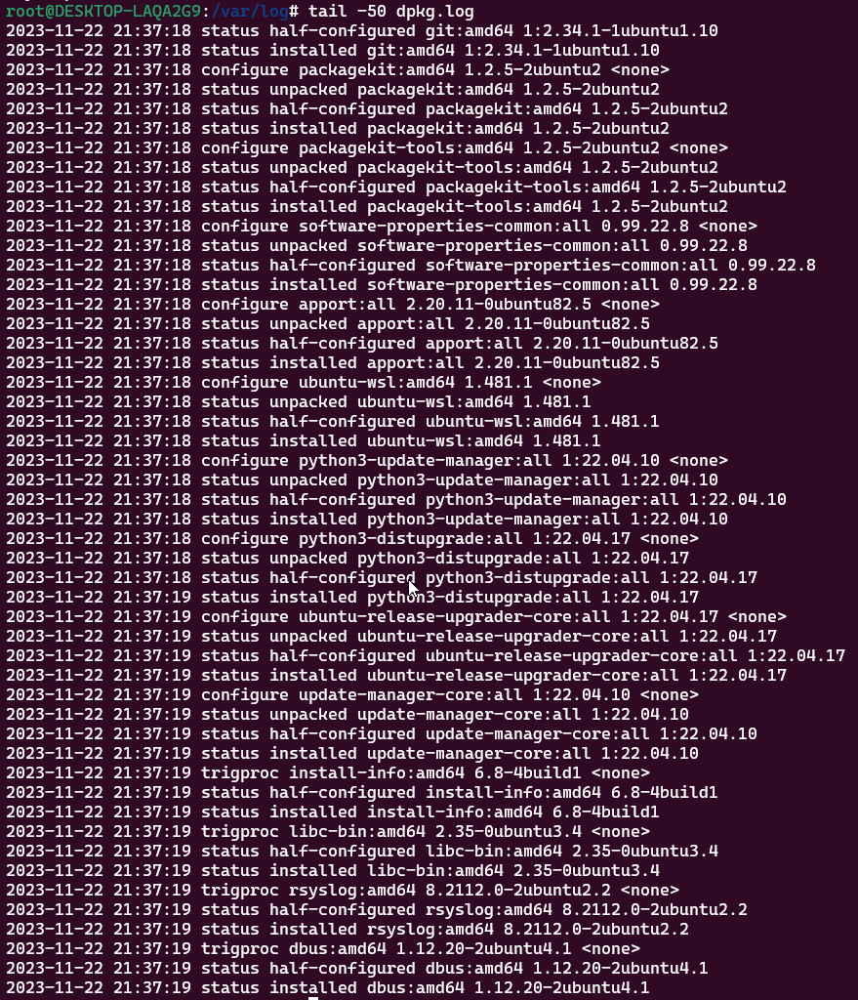 root@DESKTOP-LAQA2G9:/var/log# tail -50 dpkg.log
2023-11-22 21:37:18 status half-configured git:amd64 1:2.34.1-1ubuntu1.10
2023-11-22 21:37:18 status installed git:amd64 1:2.34.1-1ubuntu1.10
2023-11-22 21:37:18 configure packagekit:amd64 1.2.5-2ubuntu2 <none>
2023-11-22 21:37:18 status unpacked packagekit:amd64 1.2.5-2ubuntu2
2023-11-22 21:37:18 status half-configured packagekit:amd64 1.2.5-2ubuntu2
2023-11-22 21:37:18 status installed packagekit:amd64 1.2.5-2ubuntu2
2023-11-22 21:37:18 configure packagekit-tools:amd64 1.2.5-2ubuntu2 <none>
2023-11-22 21:37:18 status unpacked packagekit-tools:amd64 1.2.5-2ubuntu2
2023-11-22 21:37:18 status half-configured packagekit-tools:amd64 1.2.5-2ubuntu2
2023-11-22 21:37:18 status installed packagekit-tools:amd64 1.2.5-2ubuntu2
2023-11-22 21:37:18 configure software-properties-common:all 0.99.22.8 <none>
2023-11-22 21:37:18 status unpacked software-properties-common:all 0.99.22.8
2023-11-22 21:37:18 status half-configured software-properties-common:all 0.99.22.8
2023-11-22 21:37:18 status installed software-properties-common:all 0.99.22.8
2023-11-22 21:37:18 configure apport:all 2.20.11-0ubuntu82.5 <none>
2023-11-22 21:37:18 status unpacked apport:all 2.20.11-0ubuntu82.5
2023-11-22 21:37:18 status half-configured apport:all 2.20.11-0ubuntu82.5
2023-11-22 21:37:18 status installed apport:all 2.20.11-0ubuntu82.5
2023-11-22 21:37:18 configure ubuntu-wsl:amd64 1.481.1 <none>
2023-11-22 21:37:18 status unpacked ubuntu-wsl:amd64 1.481.1
2023-11-22 21:37:18 status half-configured ubuntu-wsl:amd64 1.481.1
2023-11-22 21:37:18 status installed ubuntu-wsl:amd64 1.481.1
2023-11-22 21:37:18 configure python3-update-manager:all 1:22.04.10 <none>
2023-11-22 21:37:18 status unpacked python3-update-manager:all 1:22.04.10
2023-11-22 21:37:18 status half-configured python3-update-manager:all 1:22.04.10
2023-11-22 21:37:18 status installed python3-update-manager:all 1:22.04.10
2023-11-22 21:37:18 configure python3-distupgrade:all 1:22.04.17 <none>
2023-11-22 21:37:18 status unpacked python3-distupgrade:all 1:22.04.17
2023-11-22 21:37:18 status half-configured python3-distupgrade:all 1:22.04.17
2023-11-22 21:37:19 status installed python3-distupgrade:all 1:22.04.17
2023-11-22 21:37:19 configure ubuntu-release-upgrader-core:all 1:22.04.17 <none>
2023-11-22 21:37:19 status unpacked ubuntu-release-upgrader-core:all 1:22.04.17
2023-11-22 21:37:19 status half-configured ubuntu-release-upgrader-core:all 1:22.04.17
2023-11-22 21:37:19 status installed ubuntu-release-upgrader-core:all 1:22.04.17
2023-11-22 21:37:19 configure update-manager-core:all 1:22.04.10 <none>
2023-11-22 21:37:19 status unpacked update-manager-core:all 1:22.04.10
2023-11-22 21:37:19 status half-configured update-manager-core:all 1:22.04.10
2023-11-22 21:37:19 status installed update-manager-core:all 1:22.04.10
2023-11-22 21:37:19 trigproc install-info:amd64 6.8-4build1 <none>
2023-11-22 21:37:19 status half-configured install-info:amd64 6.8-4build1
2023-11-22 21:37:19 status installed install-info:amd64 6.8-4build1
2023-11-22 21:37:19 trigproc libc-bin:amd64 2.35-0ubuntu3.4 <none>
2023-11-22 21:37:19 status half-configured libc-bin:amd64 2.35-0ubuntu3.4
2023-11-22 21:37:19 status installed libc-bin:amd64 2.35-0ubuntu3.4
2023-11-22 21:37:19 trigproc rsyslog:amd64 8.2112.0-2ubuntu2.2 <none>
2023-11-22 21:37:19 status half-configured rsyslog:amd64 8.2112.0-2ubuntu2.2
2023-11-22 21:37:19 status installed rsyslog:amd64 8.2112.0-2ubuntu2.2
2023-11-22 21:37:19 trigproc dbus:amd64 1.12.20-2ubuntu4.1 <none>
2023-11-22 21:37:19 status half-configured dbus:amd64 1.12.20-2ubuntu4.1
2023-11-22 21:37:19 status installed dbus:amd64 1.12.20-2ubuntu4.1